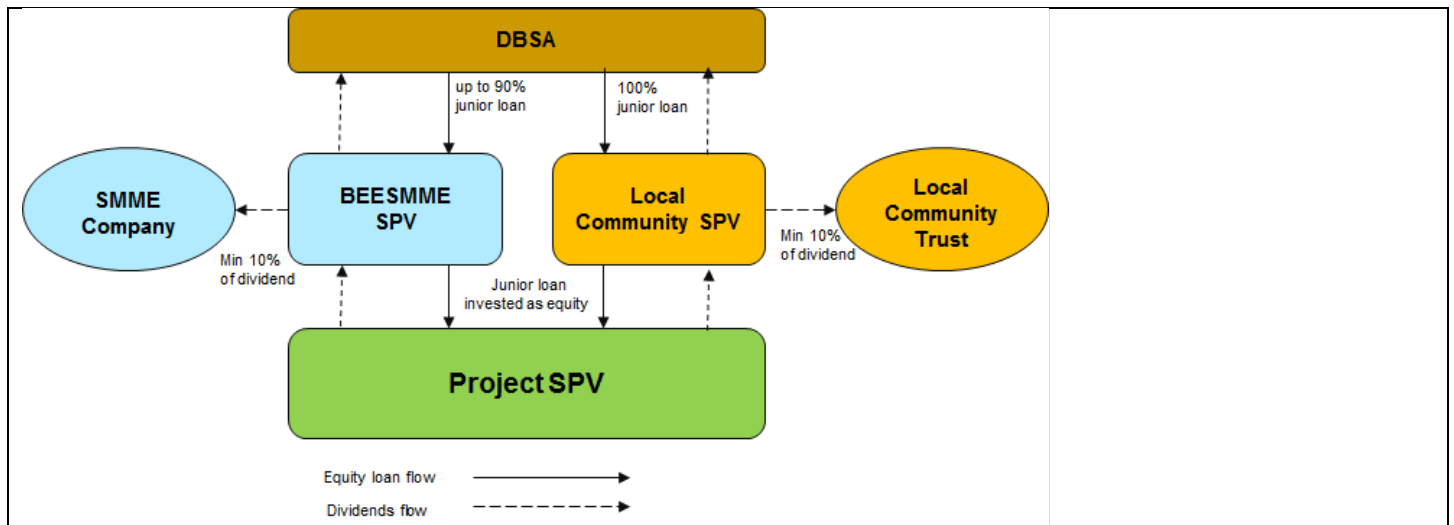 DBSA
up to 90%
junior loan
100%
junior loan
SMME
Company
BEESMME
SPV
Local
Community SPV
Local
Community
Trust
Min 10%
of dividend
Min 10%
of dividend
Junior loan
invested as equity
Project SPV
Equity loan flow
Dividends flow